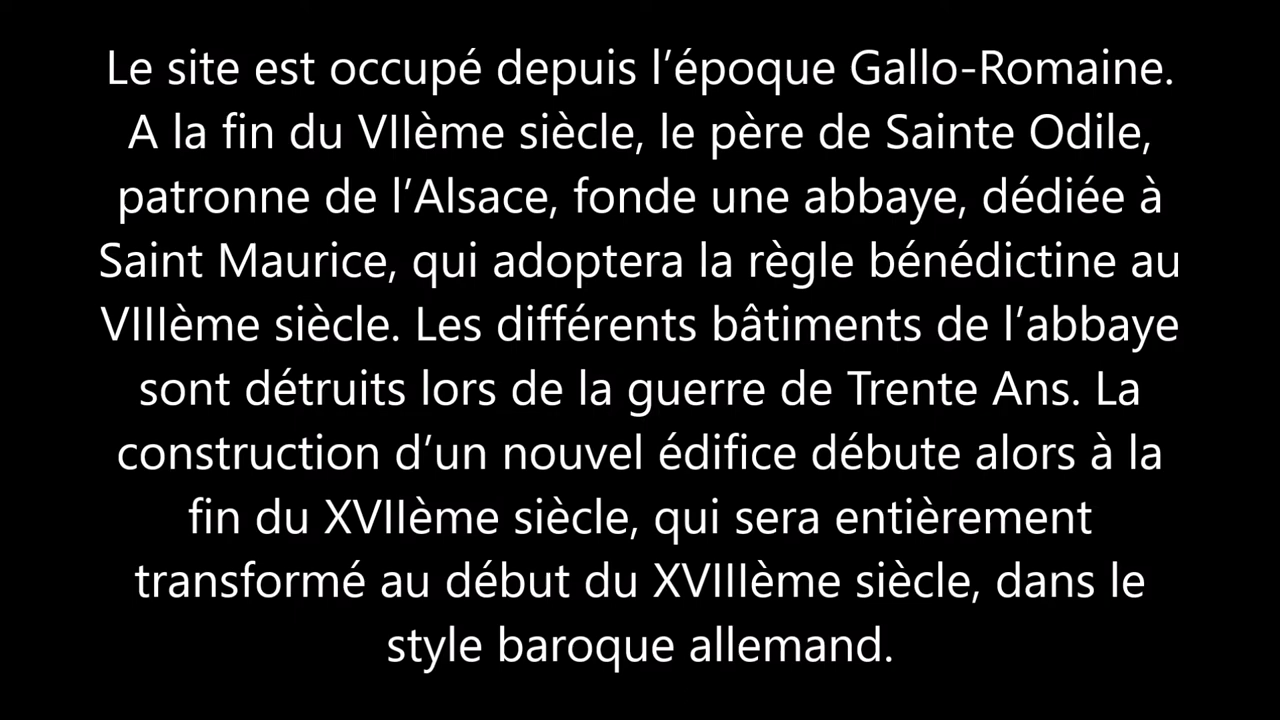 Le site est occupé depuis l’époque Gallo-Romaine.
A la fin du VIIème siècle, le père de Sainte Odile,
patronne de l’Alsace, fonde une abbaye, dédiée à
Saint Maurice, qui adoptera la règle bénédictine au
VIIIème siècle. Les différents bâtiments de l’abbaye
sont détruits lors de la guerre de Trente Ans. La
construction d’un nouvel édifice débute alors à la
fin du XVIIème siècle, qui sera entièrement
transformé au début du XVIIIème siècle, dans le
style baroque allemand.